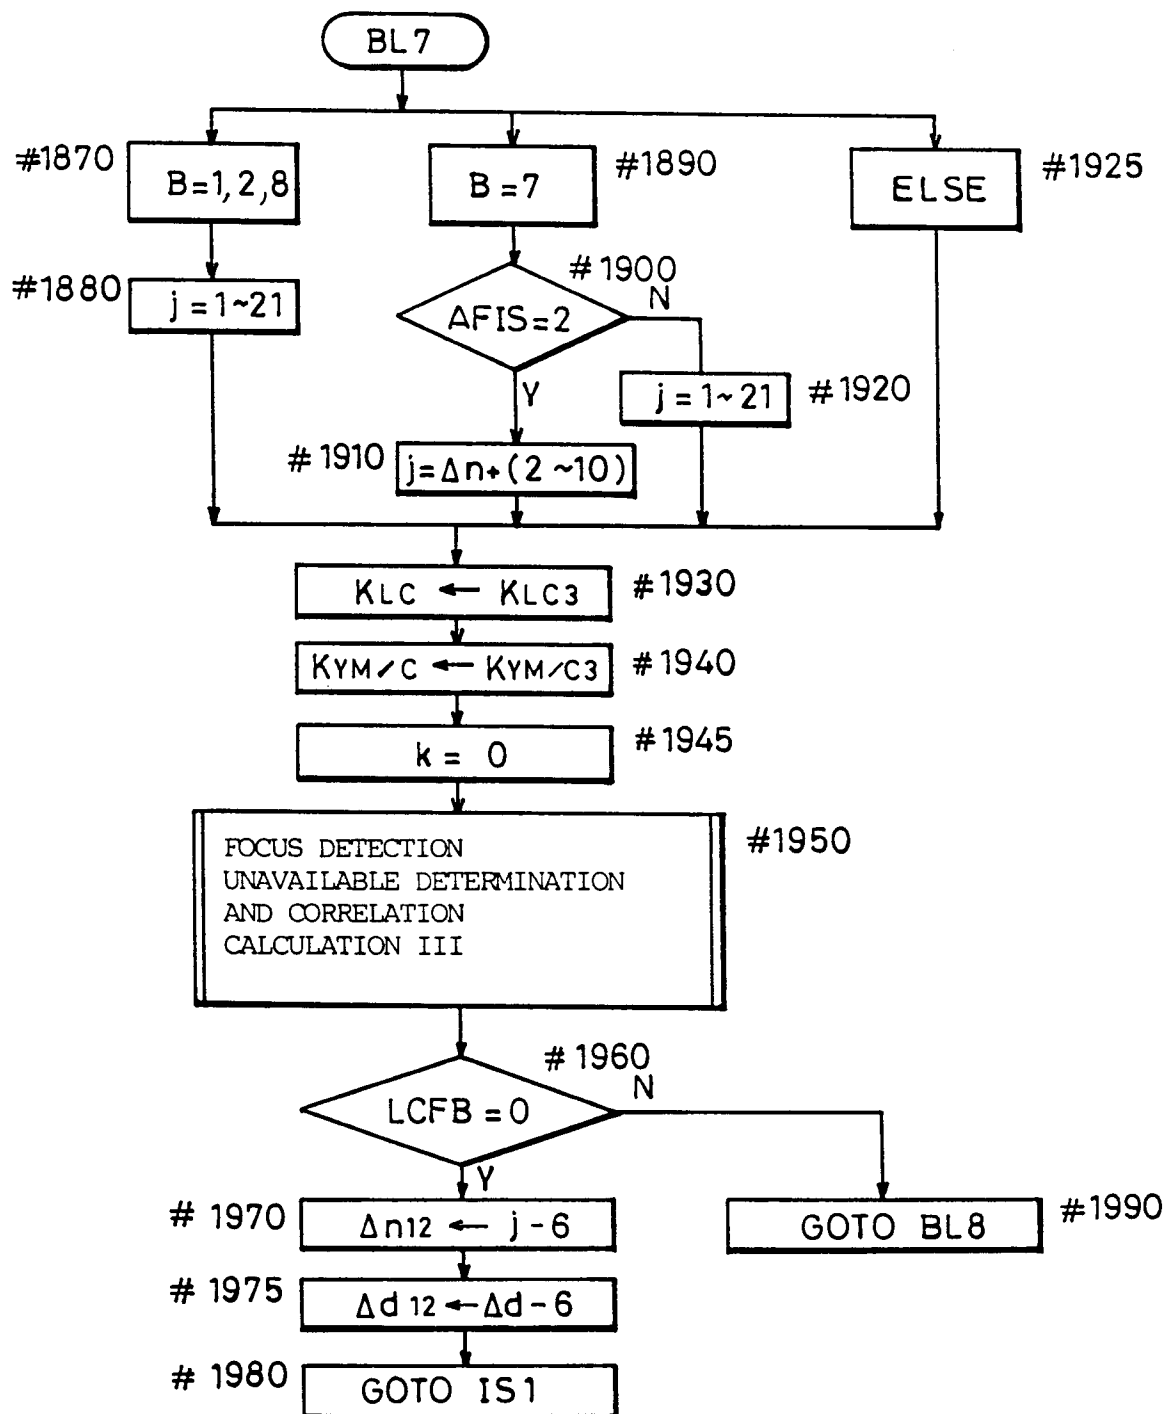 BL7
#1870
B=1,2,8
#1890
B=7
#1925
ELSE
#1880
j=1~21
#1900
AFIS=2
N
Y
j=1~21
#1920
#1910
j=Δn+(2~10)
KLC ← KLC3
#1930
KYM/C ← KYM/C3
#1940
k= 0
#1945
FOCUS DETECTION
UNAVAILABLE DETERMINATION
AND CORRELATION
CALCULATION III
#1950
#1960
LCFB=0
N
Y
#1970
Δn12 ← j-6
GOTO BL8
#1990
#1975
Δd12←Δd-6
#1980
GOTO IS1